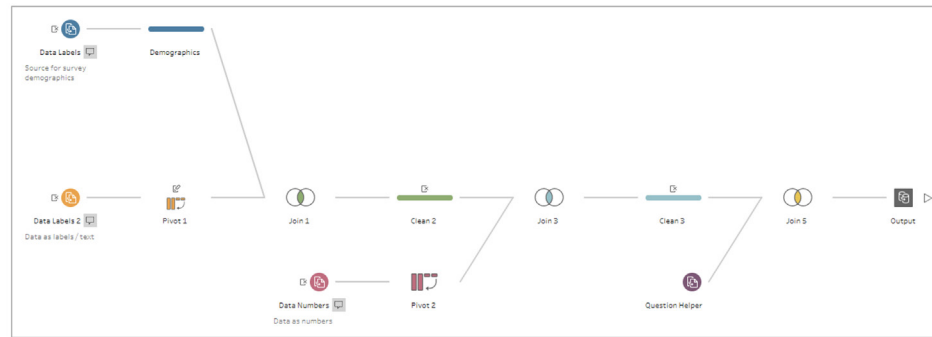 Data Labels
Demographics
Source for survey
demographics
Data Labels 2
Pivot 1
Join 1
Clean 2
Join 3
Clean 3
Join 5
Output
Data as labels / text
Data Numbers
Pivot 2
Question Helper
Data as numbers